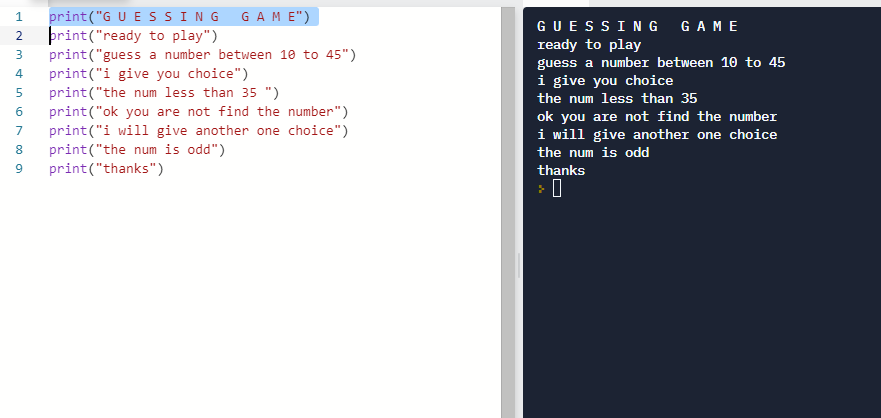 1 print("G U E S S I N G   G A M E")
2 print("ready to play")
3 print("guess a number between 10 to 45")
4 print("i give you choice")
5 print("the num less than 35 ")
6 print("ok you are not find the number")
7 print("i will give another one choice")
8 print("the num is odd")
9 print("thanks")
G U E S S I N G   G A M E
ready to play
guess a number between 10 to 45
i give you choice
the num less than 35
ok you are not find the number
i will give another one choice
the num is odd
thanks
>